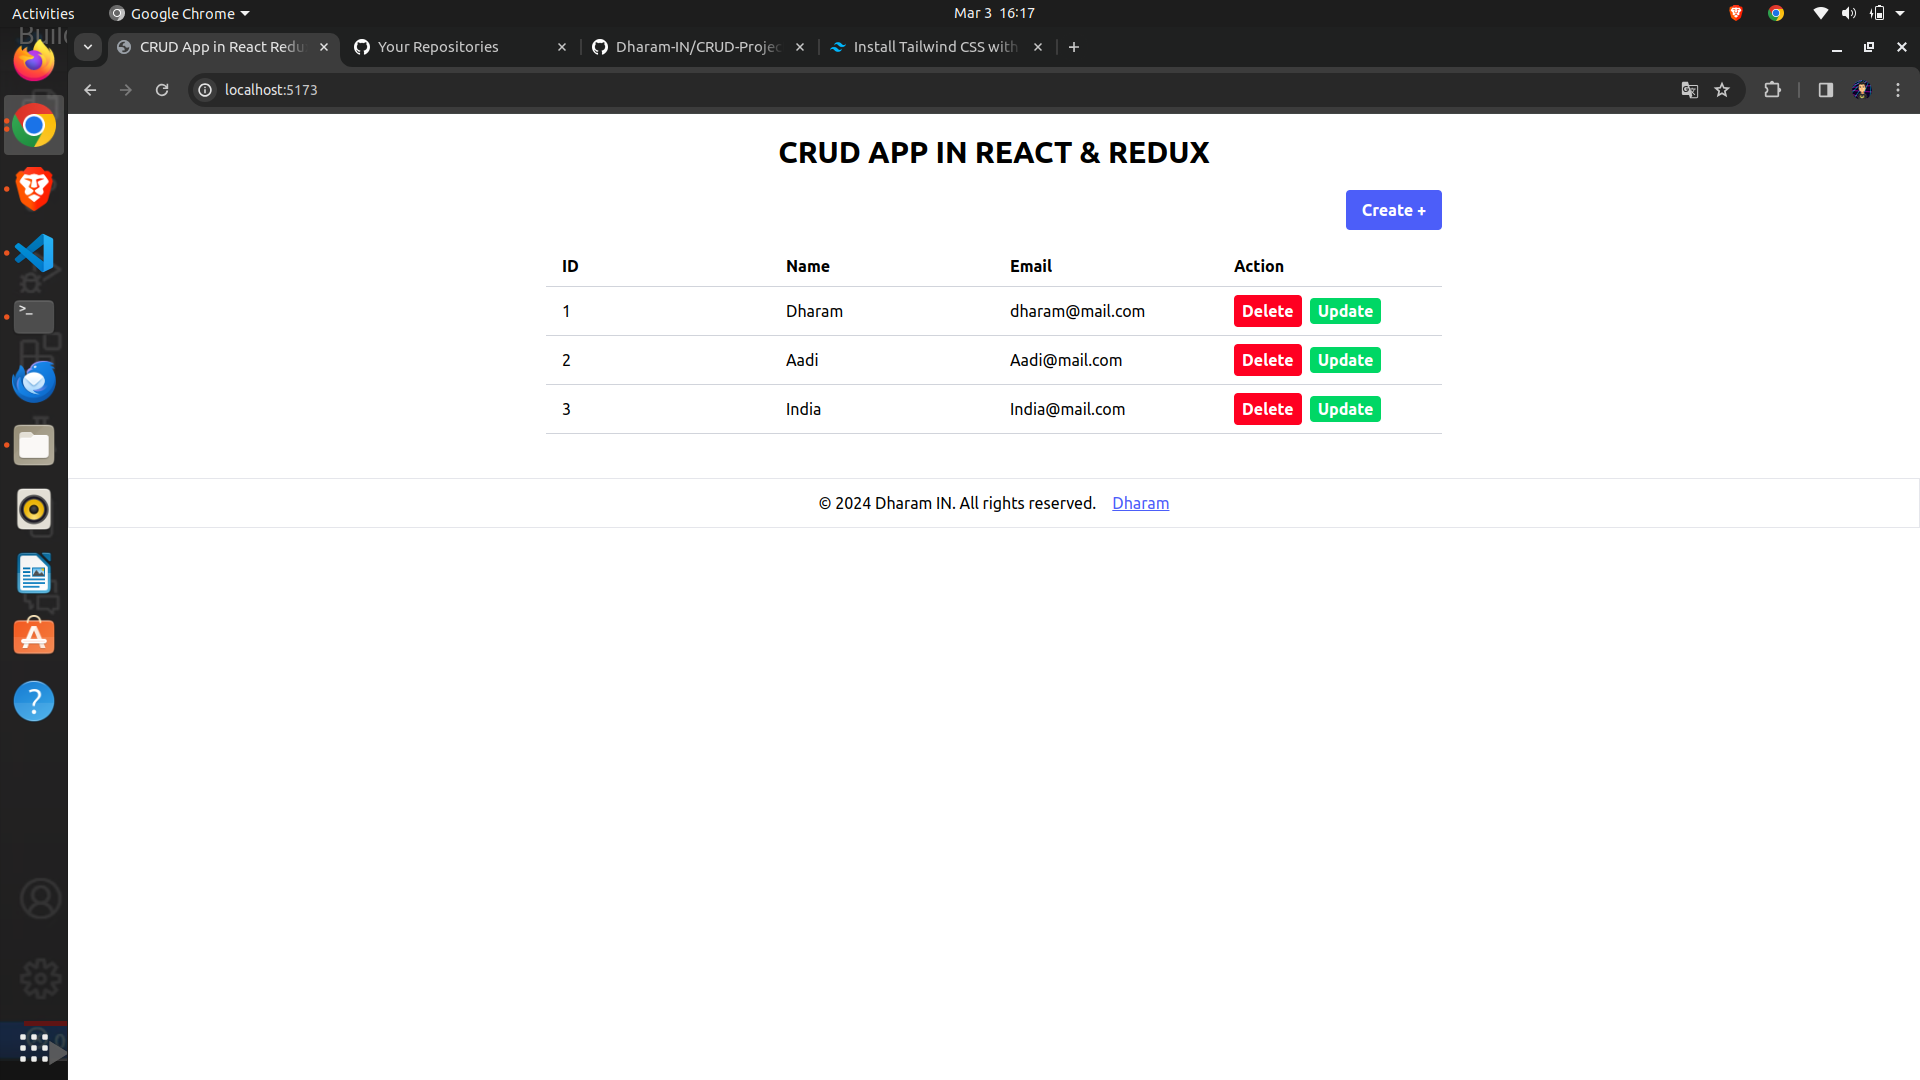 Activities
Google Chrome
Mar 3 16:17
CRUD App in React Redu
Your Repositories
Dharam-IN/CRUD-Projec
Install Tailwind CSS with
localhost:5173
CRUD APP IN REACT & REDUX
Create +
ID Name Email Action
1 Dharam dharam@mail.com Delete Update
2 Aadi Aadi@mail.com Delete Update
3 India India@mail.com Delete Update
© 2024 Dharam IN. All rights reserved. Dharam